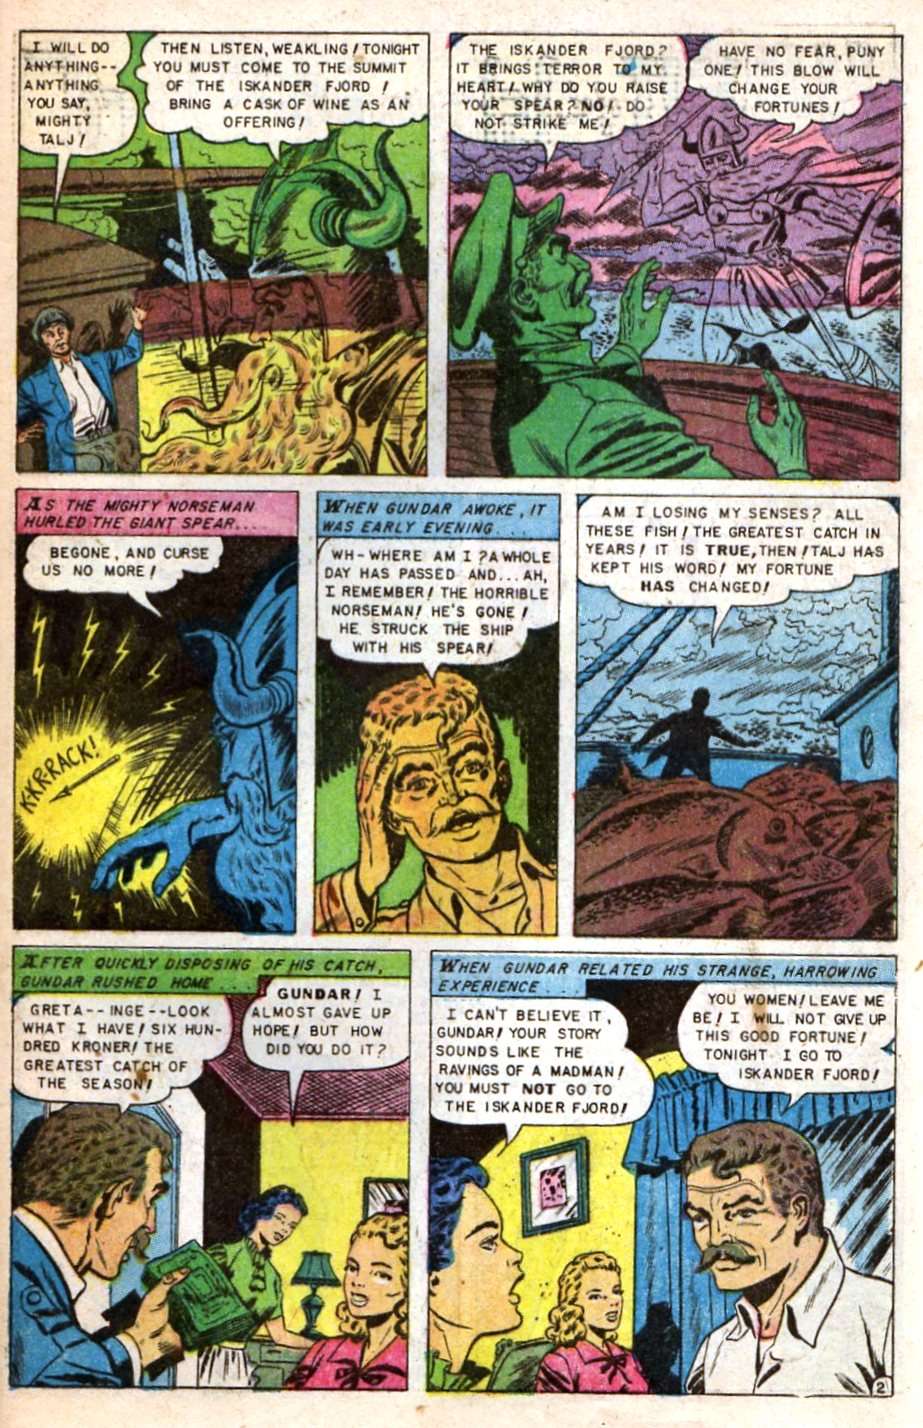 I WILL DO
ANYTHING--
ANYTHING
YOU SAY,
MIGHTY
TALJ!
THEN LISTEN, WEAKLING! TONIGHT
YOU MUST COME TO THE SUMMIT
OF THE ISKANDER FJORD!
BRING A CASK OF WINE AS AN
OFFERING!
THE ISKANDER FJORD?
IT BRINGS TERROR TO MY
HEART! WHY DO YOU RAISE
YOUR SPEAR? NO! DO
NOT STRIKE ME!
HAVE NO FEAR, PUNY
ONE! THIS BLOW WILL
CHANGE YOUR
FORTUNES!
AS THE MIGHTY NORSEMAN
HURLED THE GIANT SPEAR...
BEGONE, AND CURSE
US NO MORE!
KKRRACK!
WHEN GUNDAR AWOKE, IT
WAS EARLY EVENING...
WH-WHERE AM I? A WHOLE
DAY HAS PASSED AND... AH,
I REMEMBER! THE HORRIBLE
NORSEMAN! HE'S GONE!
HE STRUCK THE SHIP
WITH HIS SPEAR!
AM I LOSING MY SENSES? ALL
THESE FISH! THE GREATEST CATCH IN
YEARS! IT IS TRUE, THEN! TALJ HAS
KEPT HIS WORD! MY FORTUNE
HAS CHANGED!
AFTER QUICKLY DISPOSING OF HIS CATCH,
GUNDAR RUSHED HOME...
GRETA--INGE--LOOK
WHAT I HAVE! SIX HUN-
DRED KRONER! THE
GREATEST CATCH OF
THE SEASON!
GUNDAR! I
ALMOST GAVE UP
HOPE! BUT HOW
DID YOU DO IT?
WHEN GUNDAR RELATED HIS STRANGE, HARROWING
EXPERIENCE...
I CAN'T BELIEVE IT,
GUNDAR! YOUR STORY
SOUNDS LIKE THE
RAVINGS OF A MADMAN!
YOU MUST NOT GO TO
THE ISKANDER FJORD!
YOU WOMEN! LEAVE ME
BE! I WILL NOT GIVE UP
THIS GOOD FORTUNE!
TONIGHT I GO TO
ISKANDER FJORD!
2